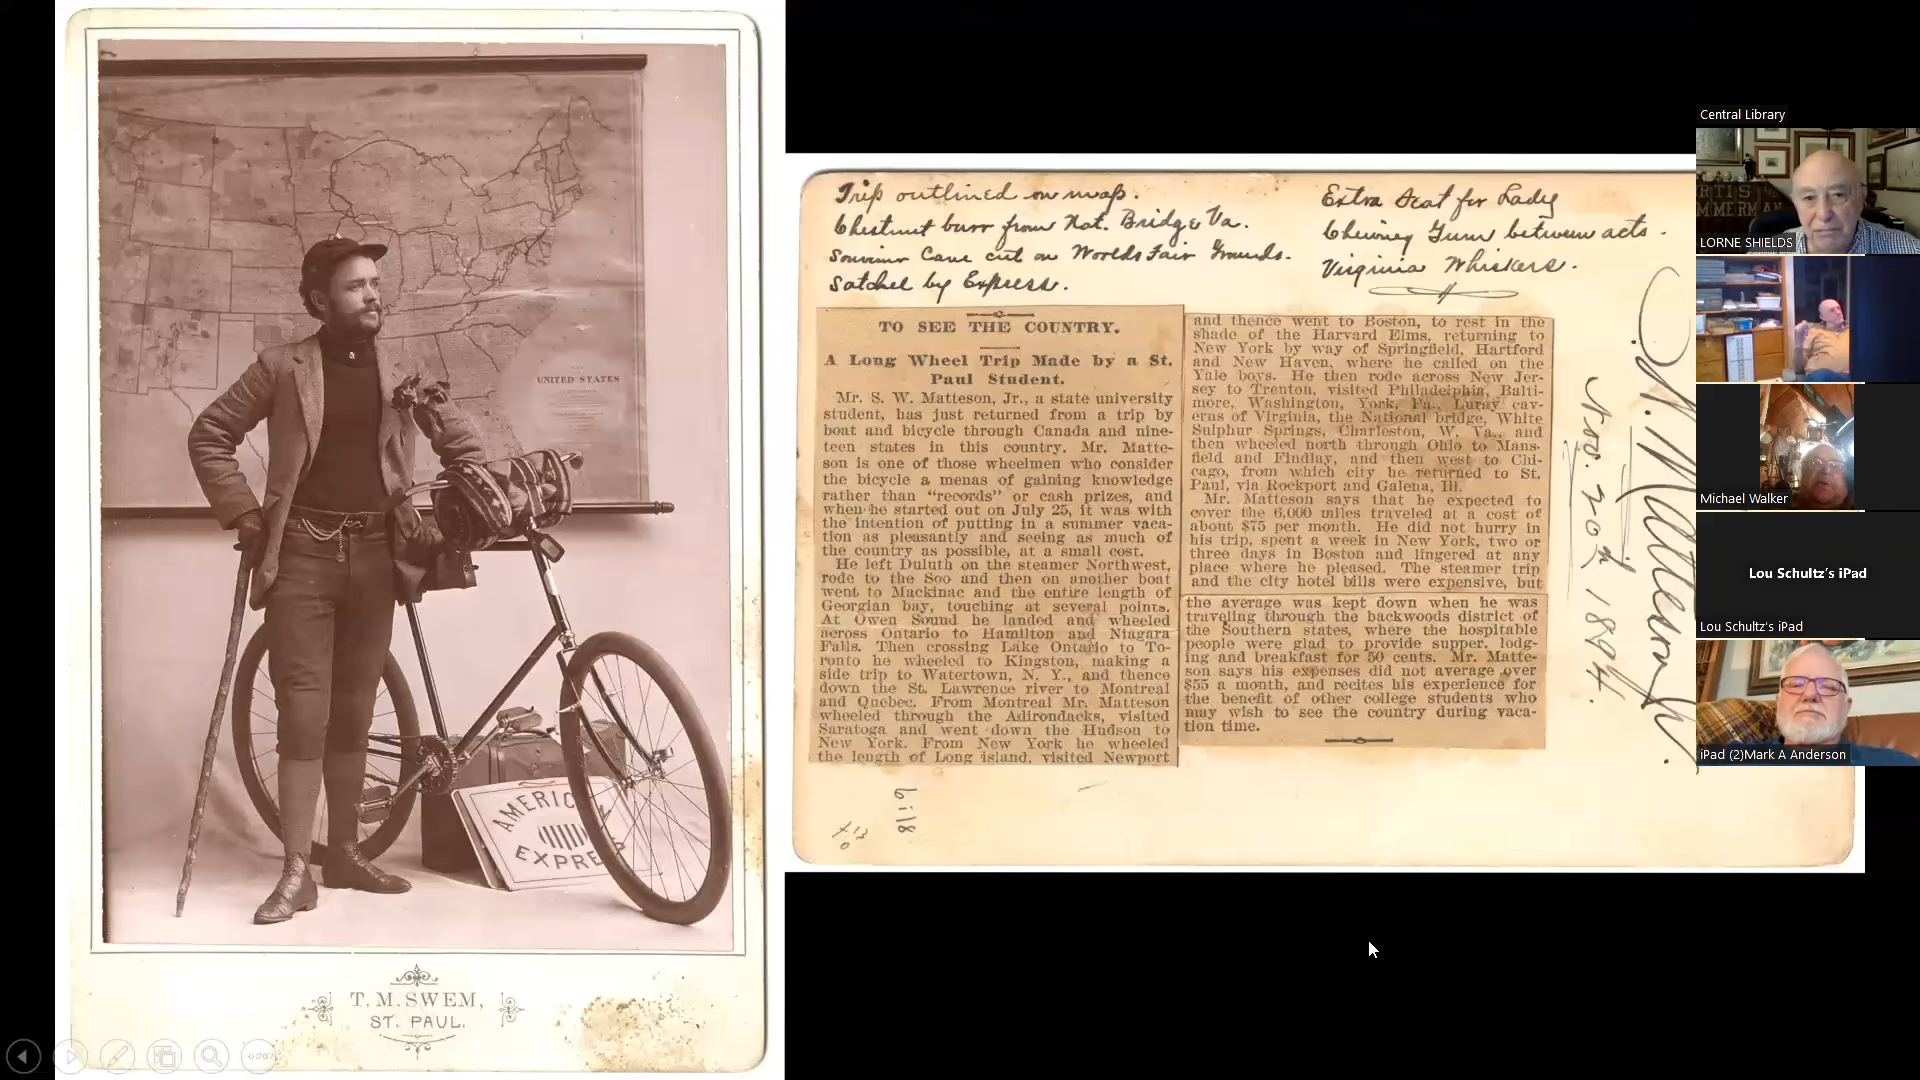 UNITED STATES
AMERICAN
EXPRE
T. M. SWEM,
ST. PAUL.
Trip outlined on map.
Chestnut burr from Nat. Bridge Va.
Souvinir Cane cut on Worlds Fair Grounds.
Satchel by Express.
Extra Seat for Lady
Chewing Gum between acts.
Virginia Whiskers.
TO SEE THE COUNTRY.
A Long Wheel Trip Made by a St.
Paul Student.
Mr. S. W. Matteson, Jr., a state university
student, has just returned from a trip by
boat and bicycle through Canada and nine-
teen states in this country. Mr. Matte-
son is one of those wheelmen who consider
the bicycle a menas of gaining knowledge
rather than "records" or cash prizes, and
when he started out on July 25, it was with
the intention of putting in a summer vaca-
tion as pleasantly and seeing as much of
the country as possible, at a small cost.
He left Duluth on the steamer Northwest,
rode to the Soo and then on another boat
went to Mackinac and the entire length of
Georgian bay, touching at several points.
At Owen Sound he landed and wheeled
across Ontario to Hamilton and Niagara
Falls. Then crossing Lake Ontario to To-
ronto he wheeled to Kingston, making a
side trip to Watertown, N. Y., and thence
down the St. Lawrence river to Montreal
and Quebec. From Montreal Mr. Matteson
wheeled through the Adirondacks, visited
Saratoga and went down the Hudson to
New York. From New York he wheeled
the length of Long island, visited Newport
and thence went to Boston, to rest in the
shade of the Harvard Elms, returning to
New York by way of Springfield, Hartford
and New Haven, where he called on the
Yale boys. He then rode across New Jer-
sey to Trenton, visited Philadelphia, Balti-
more, Washington, York, Pa., Luray cav-
erns of Virginia, the National bridge, White
Sulphur Springs, Charleston, W. Va., and
then wheeled north through Ohio to Mans-
field and Findlay, and then west to Chi-
cago, from which city he returned to St.
Paul, via Rockport and Galena, Ill.
Mr. Matteson says that he expected to
cover the 6,000 miles traveled at a cost of
about $75 per month. He did not hurry in
his trip, spent a week in New York, two or
three days in Boston and lingered at any
place where he pleased. The steamer trip
and the city hotel bills were expensive, but
the average was kept down when he was
traveling through the backwoods district of
the Southern states, where the hospitable
people were glad to provide supper, lodg-
ing and breakfast for 50 cents. Mr. Matte-
son says his expenses did not average over
$55 a month, and recites his experience for
the benefit of other college students who
may wish to see the country during vaca-
tion time.
Nov. 20th, 1894.
Central Library
LORNE SHIELDS
Michael Walker
Lou Schultz's iPad
Lou Schultz's iPad
iPad (2)Mark A Anderson